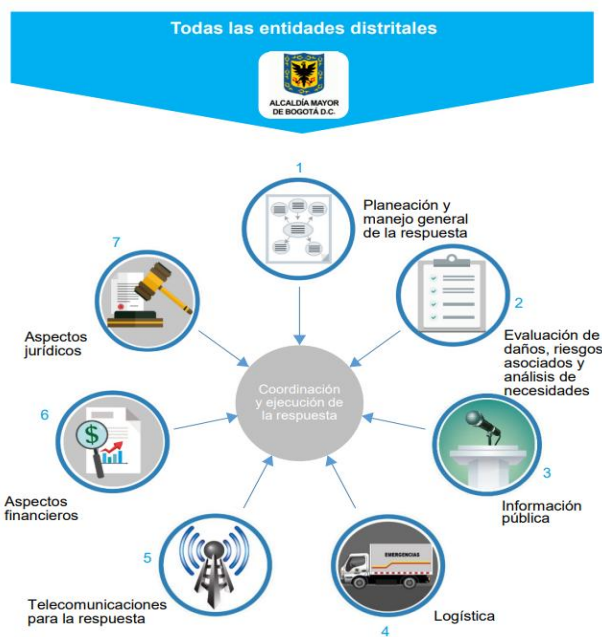 Todas las entidades distritales
ALCALDÍA MAYOR
DE BOGOTÁ D.C.
1
Planeación y
manejo general
de la respuesta
2
Evaluación de
daños, riesgos
asociados y
análisis de
necesidades
3
Información
pública
EMERGENCIAS
Logística
4
5
Telecomunicaciones
para la respuesta
6
Aspectos
financieros
7
Aspectos
jurídicos
Coordinación
y ejecución de
la respuesta
$